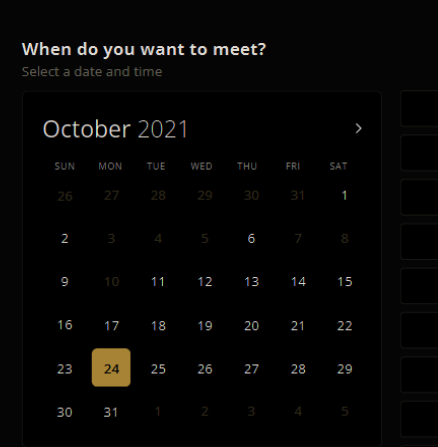 When do you want to meet?
Select a date and time
October 2021
SUN MON TUE WED THU FRI SAT
26 27 28 29 30 31 1
2 3 4 5 6 7 8
9 10 11 12 13 14 15
16 17 18 19 20 21 22
23 24 25 26 27 28 29
30 31 1 2 3 4 5